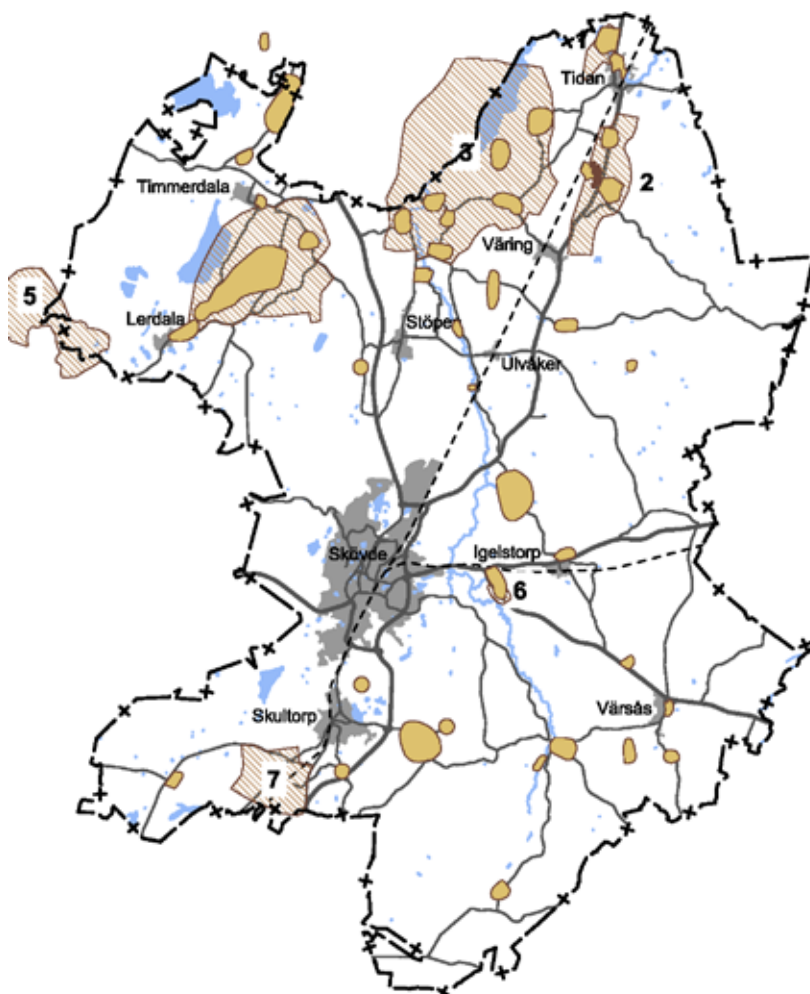 Tidan
3
2
Timmerdala
Väring
5
Lerdala
Stöpen
Ulvåker
Skövde
Igelstorp
6
Värsås
Skultorp
7